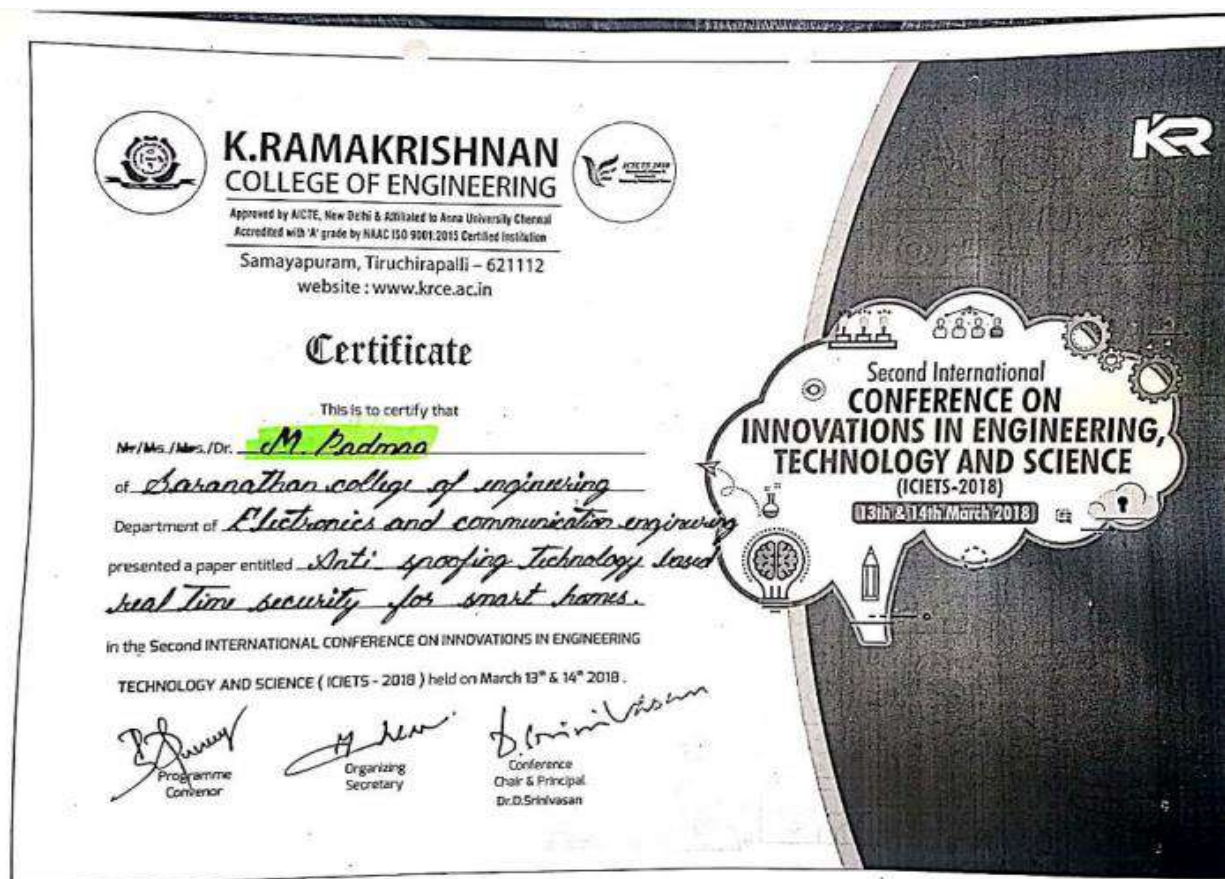 K.RAMAKRISHNAN
COLLEGE OF ENGINEERING
Approved by AICTE, New Delhi & Affiliated to Anna University Chennai
Accredited with 'A' grade by NAAC ISO 9001:2015 Certified Institution
Samayapuram, Tiruchirapalli – 621112
website : www.krce.ac.in
Certificate
This is to certify that
Mr/Ms./Mrs./Dr. M. Padmaa
of Saranathan college of engineering
Department of Electronics and communication engineering
presented a paper entitled Anti spoofing Technology based
real Time security for smart homes.
in the Second INTERNATIONAL CONFERENCE ON INNOVATIONS IN ENGINEERING
TECHNOLOGY AND SCIENCE ( ICIETS - 2018 ) held on March 13th & 14th 2018 .
D. Srinivasan
Programme
Convenor
Organizing
Secretary
Conference
Chair & Principal
Dr.D.Srinivasan
KR
Second International
CONFERENCE ON
INNOVATIONS IN ENGINEERING,
TECHNOLOGY AND SCIENCE
(ICIETS-2018)
13th & 14th March 2018